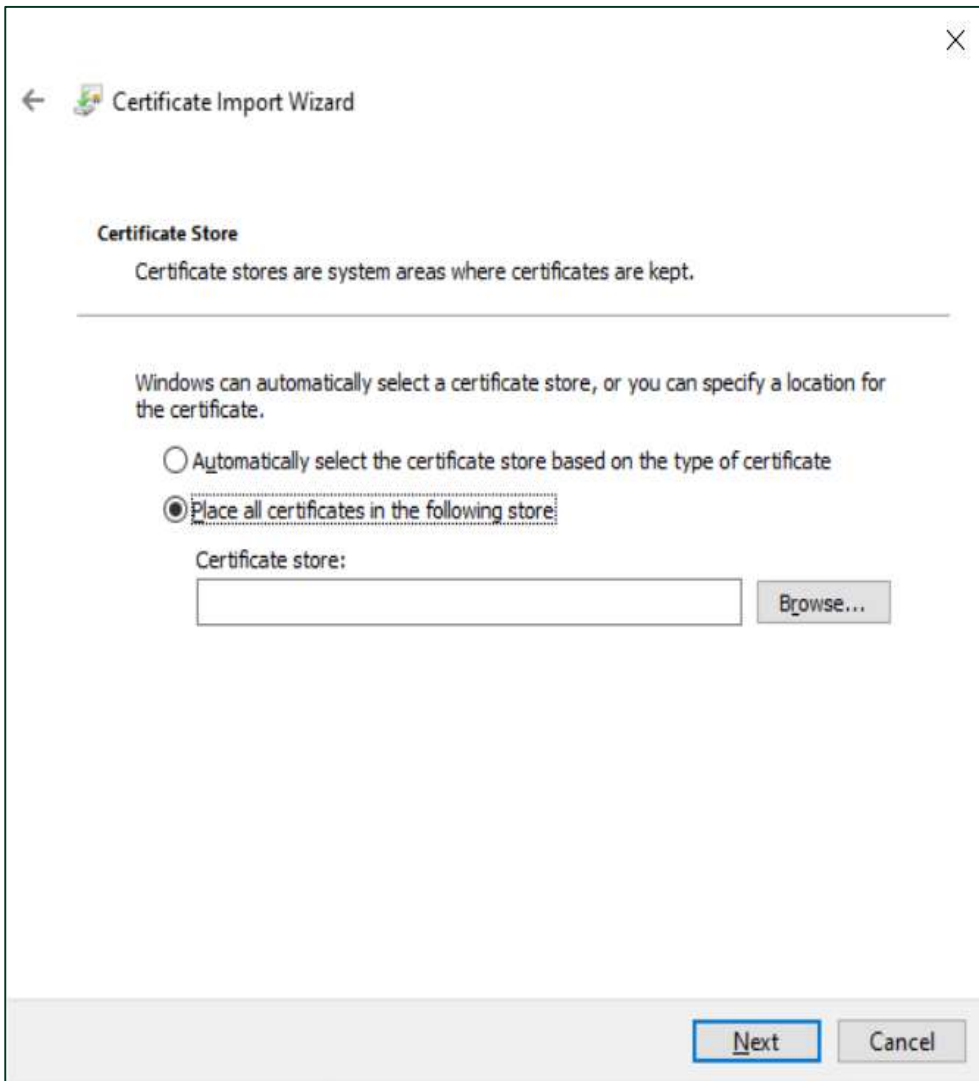 Certificate Import Wizard
Certificate Store
Certificate stores are system areas where certificates are kept.
Windows can automatically select a certificate store, or you can specify a location for
the certificate.
Automatically select the certificate store based on the type of certificate
Place all certificates in the following store
Certificate store:
Browse...
Next
Cancel